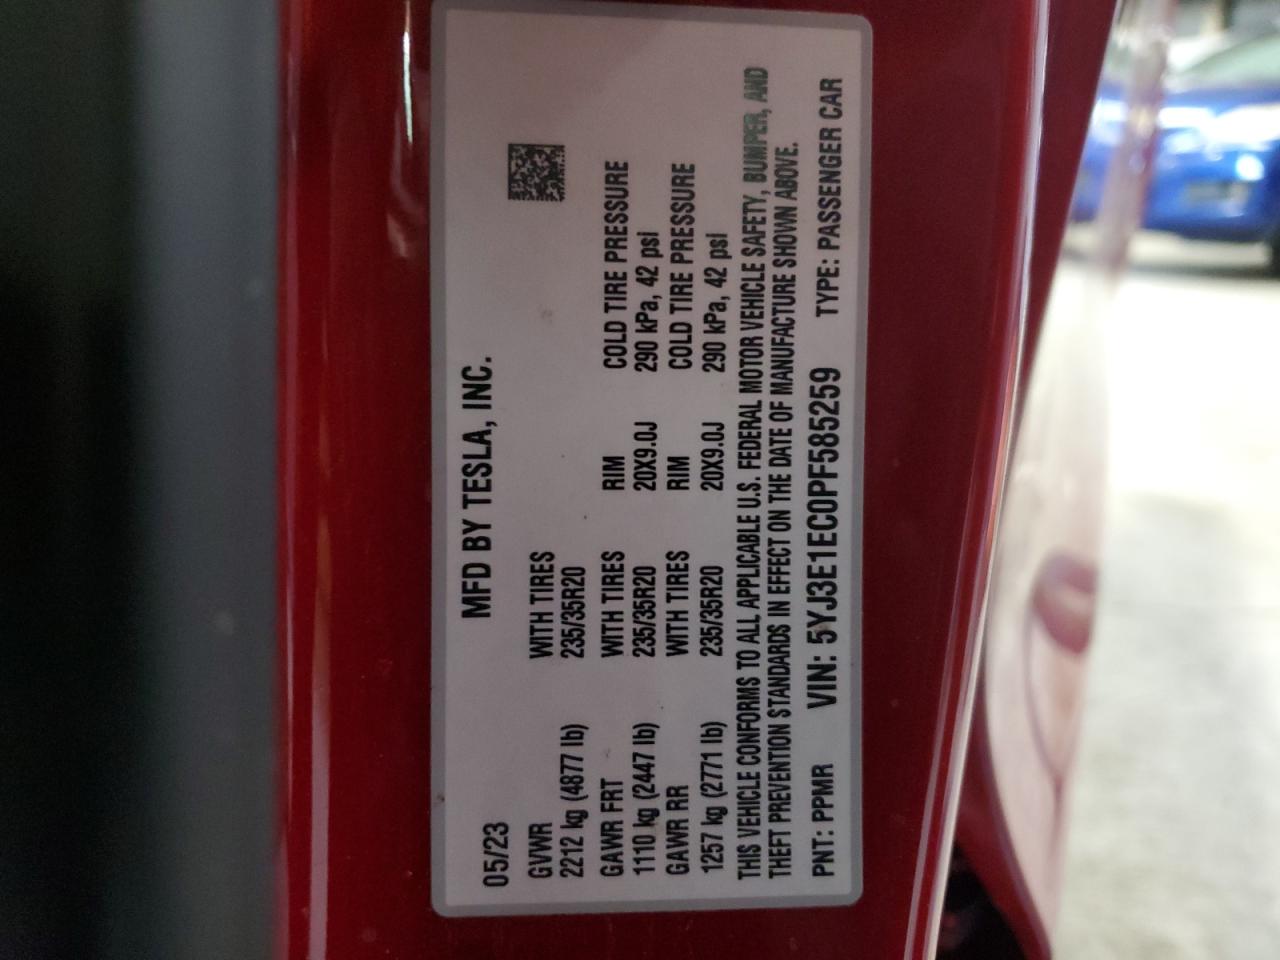 MFD BY TESLA, INC.
05/23
GVWR WITH TIRES
2212 kg (4877 lb) 235/35R20
GAWR FRT WITH TIRES RIM COLD TIRE PRESSURE
1110 kg (2447 lb) 235/35R20 20X9.0J 290 kPa, 42 psi
GAWR RR WITH TIRES RIM COLD TIRE PRESSURE
1257 kg (2771 lb) 235/35R20 20X9.0J 290 kPa, 42 psi
THIS VEHICLE CONFORMS TO ALL APPLICABLE U.S. FEDERAL MOTOR VEHICLE SAFETY, BUMPER, AND
THEFT PREVENTION STANDARDS IN EFFECT ON THE DATE OF MANUFACTURE SHOWN ABOVE.
PNT: PPMR VIN: 5YJ3E1EC0PF585259 TYPE: PASSENGER CAR